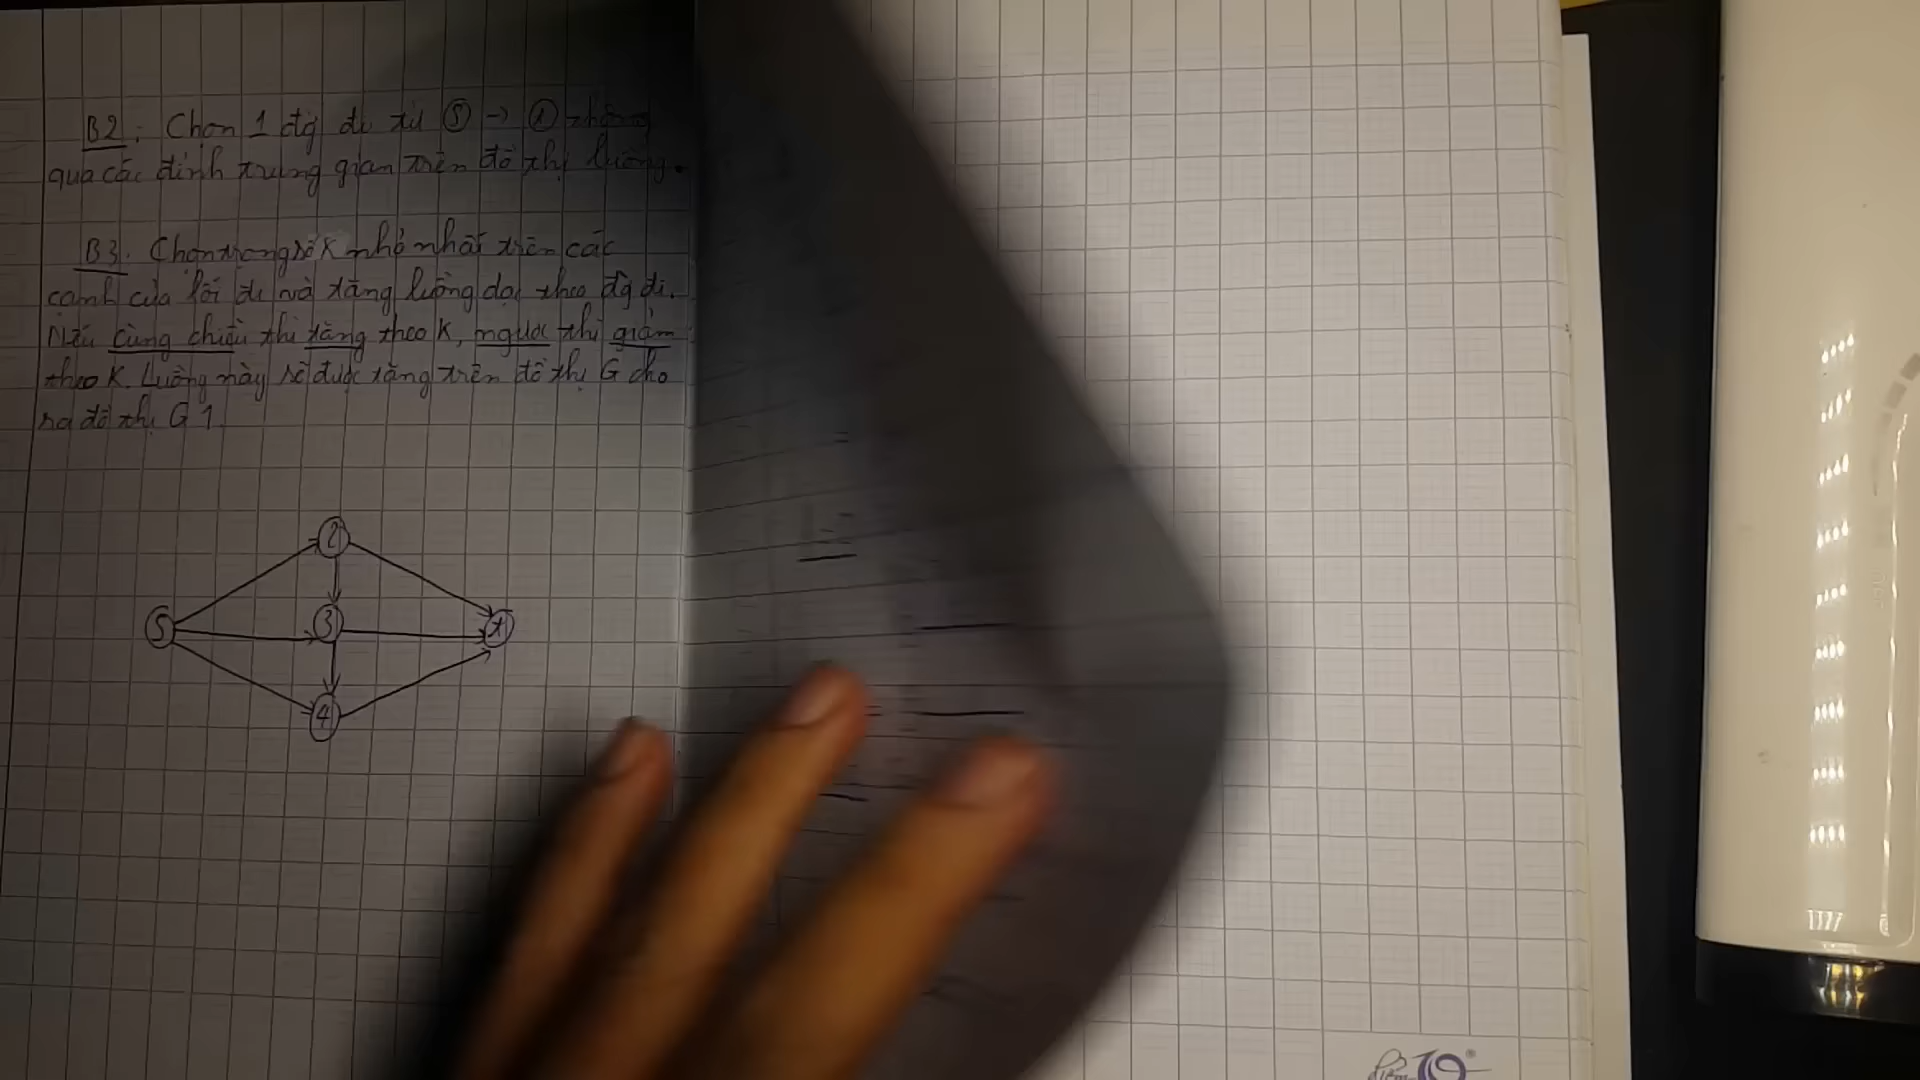 B2: Chọn 1 đg đi từ (S) → (t) thông
qua các đỉnh trung gian trên đồ thị luồng.
B3: Chọn trọng số K nhỏ nhất trên các
cạnh của lối đi và tăng luồng dọc theo đg đi.
Nếu cùng chiều thì tăng theo K, ngược thì giảm
theo K. Luồng này sẽ được tăng trên đồ thị G cho
ra đồ thị G1.
2
S 3 t
4